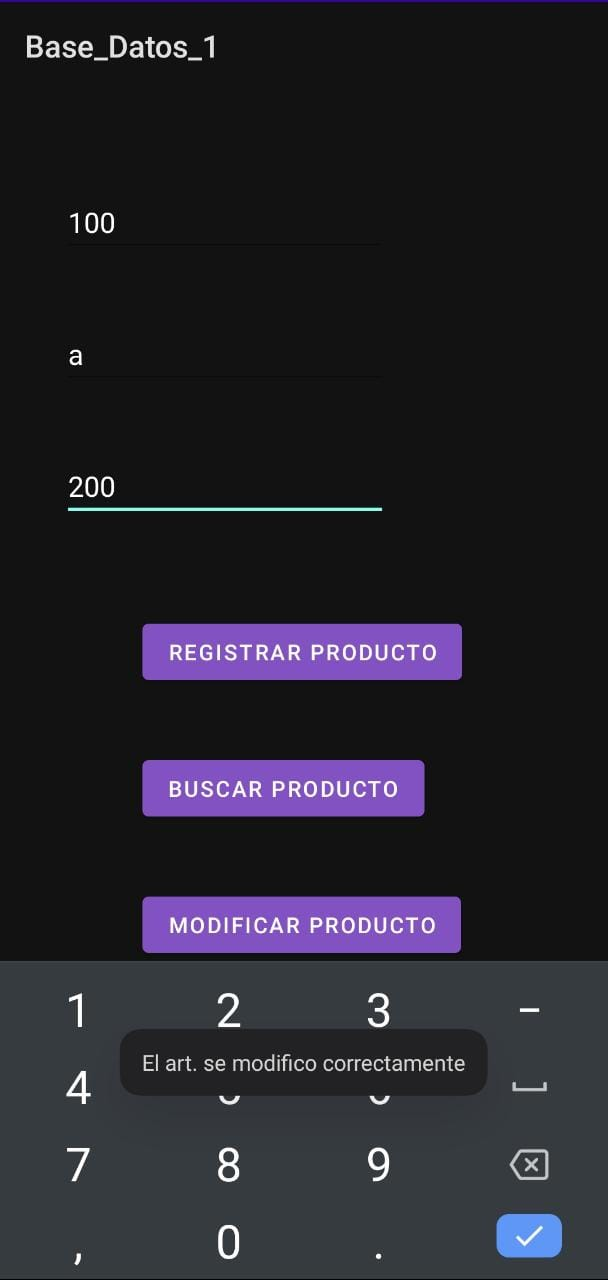 Base_Datos_1
100
a
200
REGISTRAR PRODUCTO
BUSCAR PRODUCTO
MODIFICAR PRODUCTO
1 2 3 -
El art. se modifico correctamente
4
7 8 9
, 0 .